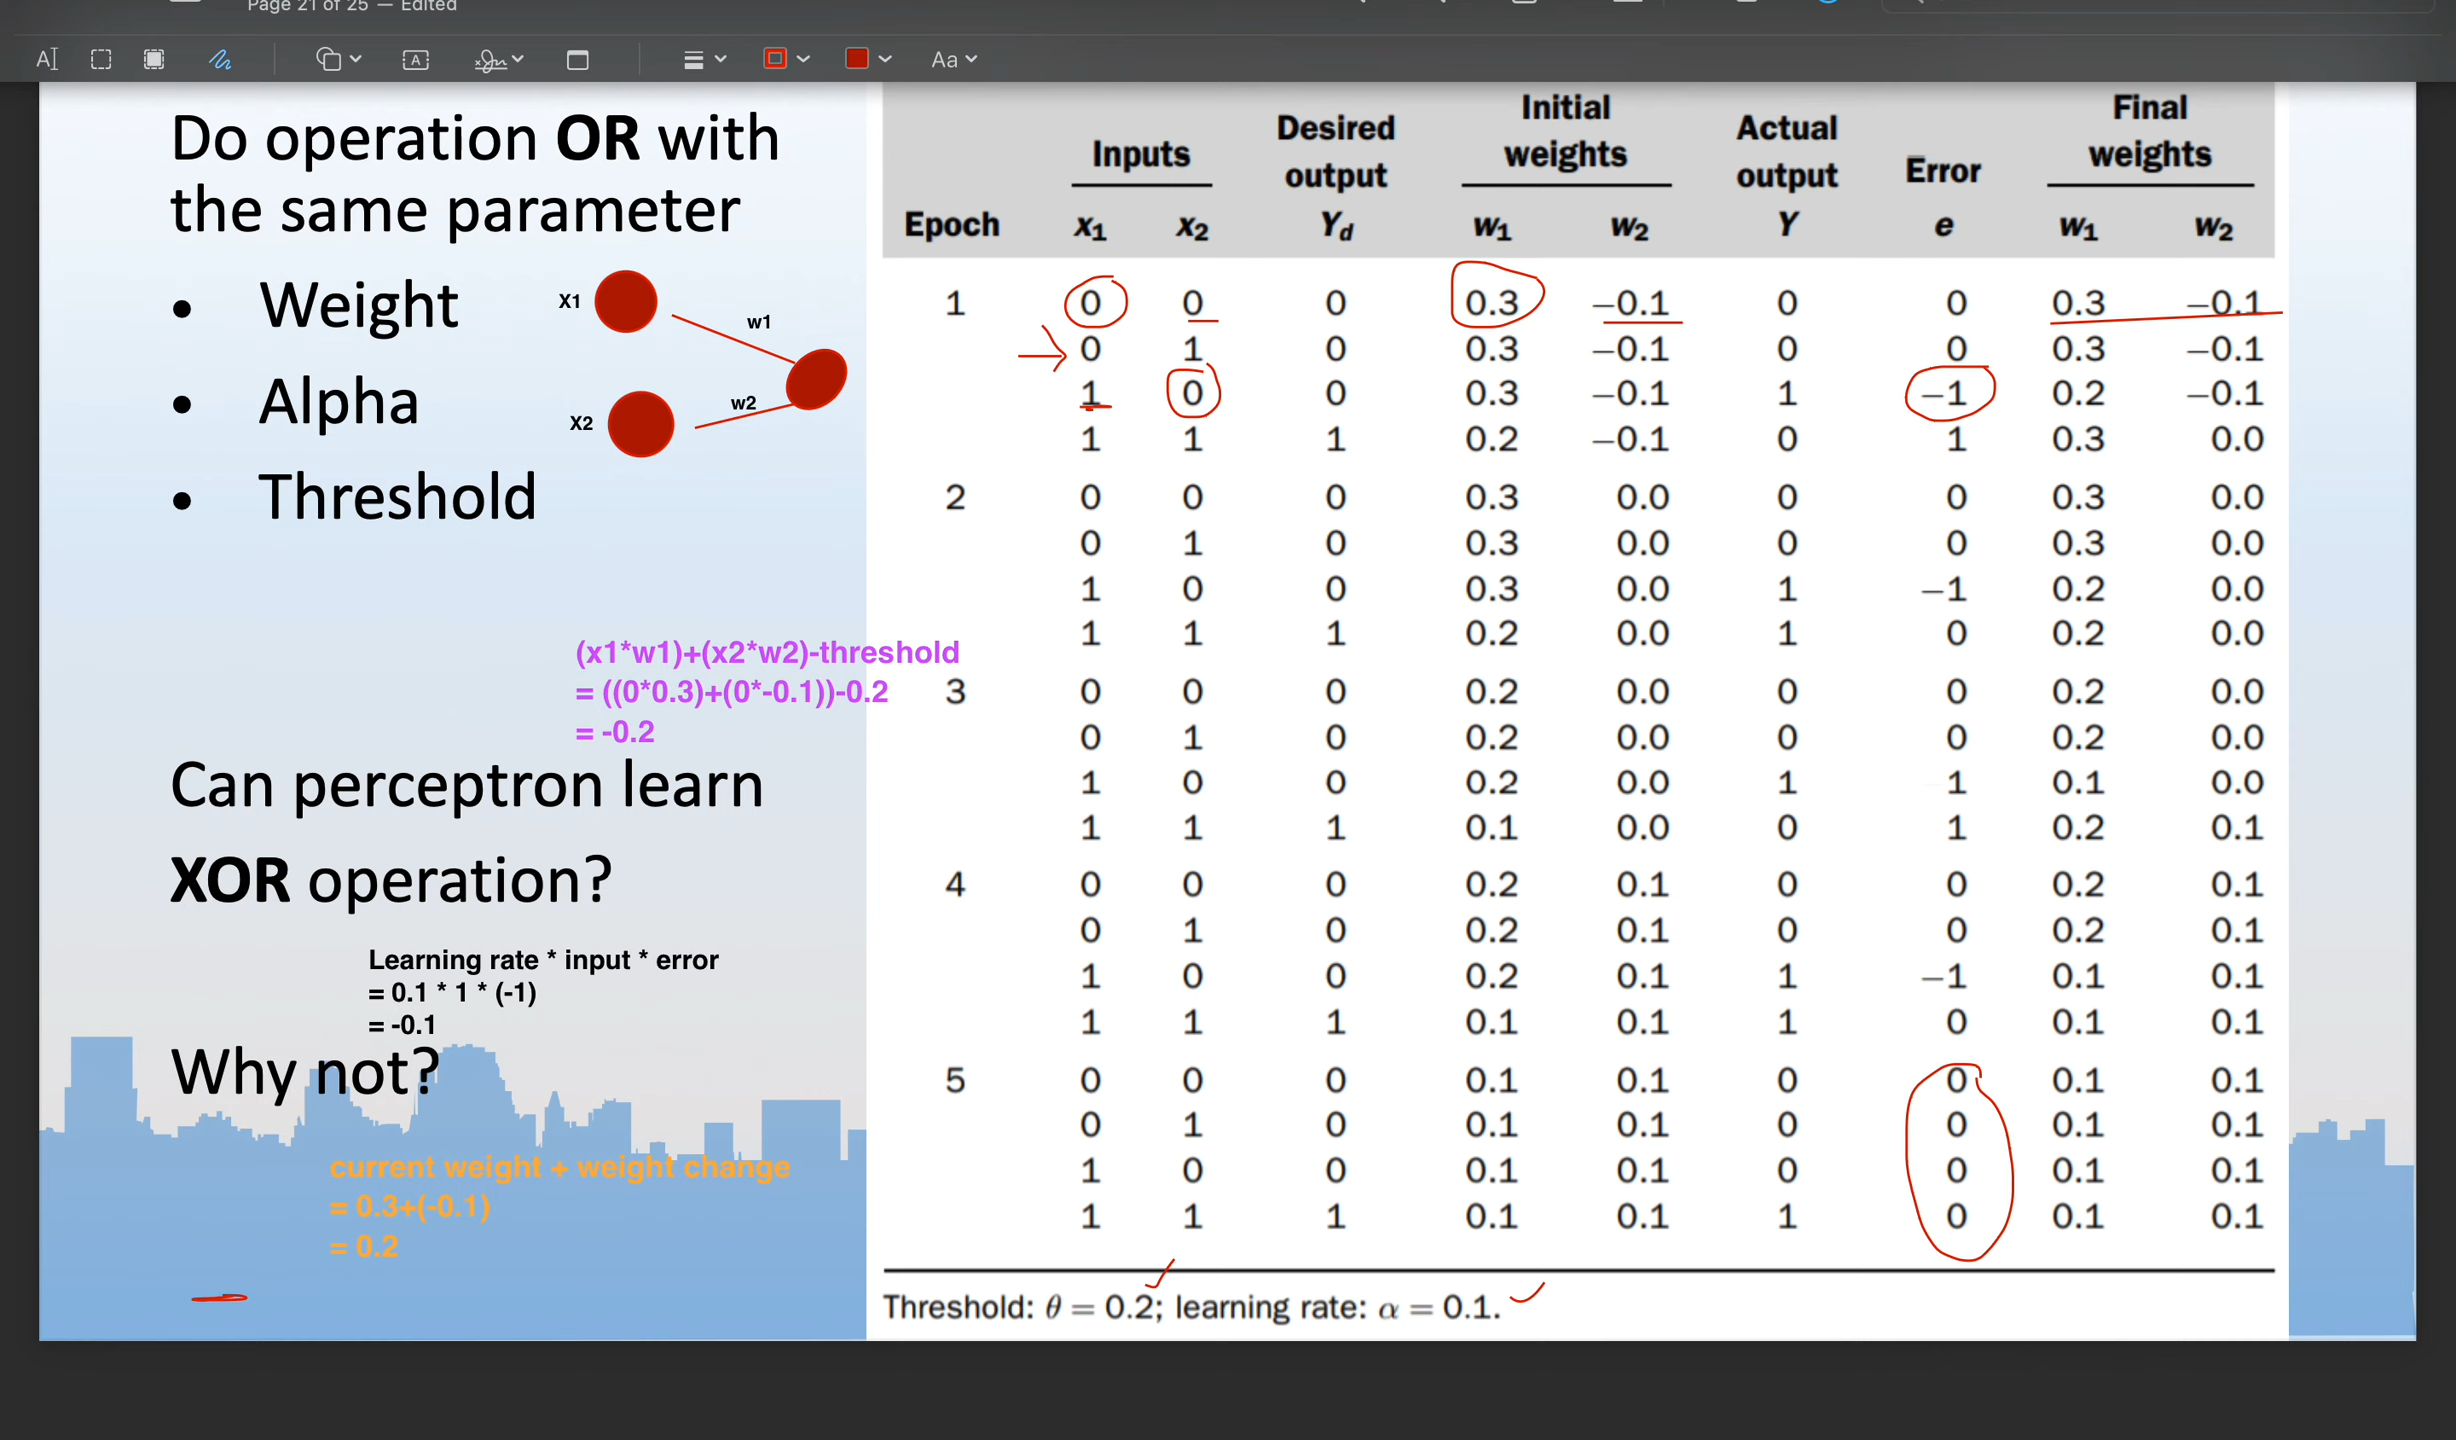 Page 21 of 25 — Edited
Aa
Do operation OR with
the same parameter
• Weight
• Alpha
• Threshold
X1
w1
X2
w2
(x1*w1)+(x2*w2)-threshold
= ((0*0.3)+(0*-0.1))-0.2
= -0.2
Can perceptron learn
XOR operation?
Learning rate * input * error
= 0.1 * 1 * (-1)
= -0.1
Why not?
current weight + weight change
= 0.3+(-0.1)
= 0.2
Inputs Desired output Initial weights Actual output Error Final weights
Epoch x1 x2 Yd w1 w2 Y e w1 w2
1 0 0 0 0.3 –0.1 0 0 0.3 –0.1
0 1 0 0.3 –0.1 0 0 0.3 –0.1
1 0 0 0.3 –0.1 1 –1 0.2 –0.1
1 1 1 0.2 –0.1 0 1 0.3 0.0
2 0 0 0 0.3 0.0 0 0 0.3 0.0
0 1 0 0.3 0.0 0 0 0.3 0.0
1 0 0 0.3 0.0 1 –1 0.2 0.0
1 1 1 0.2 0.0 1 0 0.2 0.0
3 0 0 0 0.2 0.0 0 0 0.2 0.0
0 1 0 0.2 0.0 0 0 0.2 0.0
1 0 0 0.2 0.0 1 1 0.1 0.0
1 1 1 0.1 0.0 0 1 0.2 0.1
4 0 0 0 0.2 0.1 0 0 0.2 0.1
0 1 0 0.2 0.1 0 0 0.2 0.1
1 0 0 0.2 0.1 1 –1 0.1 0.1
1 1 1 0.1 0.1 1 0 0.1 0.1
5 0 0 0 0.1 0.1 0 0 0.1 0.1
0 1 0 0.1 0.1 0 0 0.1 0.1
1 0 0 0.1 0.1 0 0 0.1 0.1
1 1 1 0.1 0.1 1 0 0.1 0.1
Threshold: θ = 0.2; learning rate: α = 0.1.